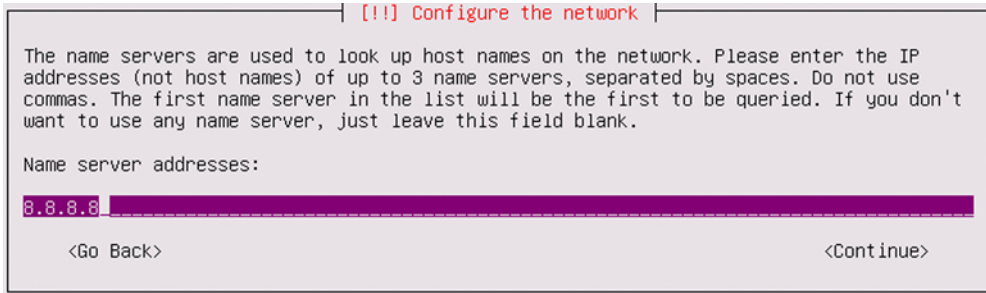 [!!] Configure the network
The name servers are used to look up host names on the network. Please enter the IP
addresses (not host names) of up to 3 name servers, separated by spaces. Do not use
commas. The first name server in the list will be the first to be queried. If you don't
want to use any name server, just leave this field blank.
Name server addresses:
8.8.8.8
<Go Back> <Continue>